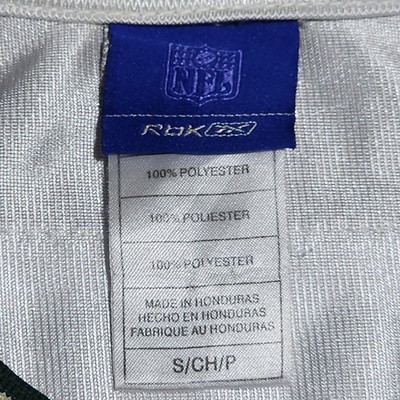 NFL
RBK
100% POLYESTER
100% POLIESTER
100% POLYESTER
MADE IN HONDURAS
HECHO EN HONDURAS
FABRIQUE AU HONDURAS
S/CH/P